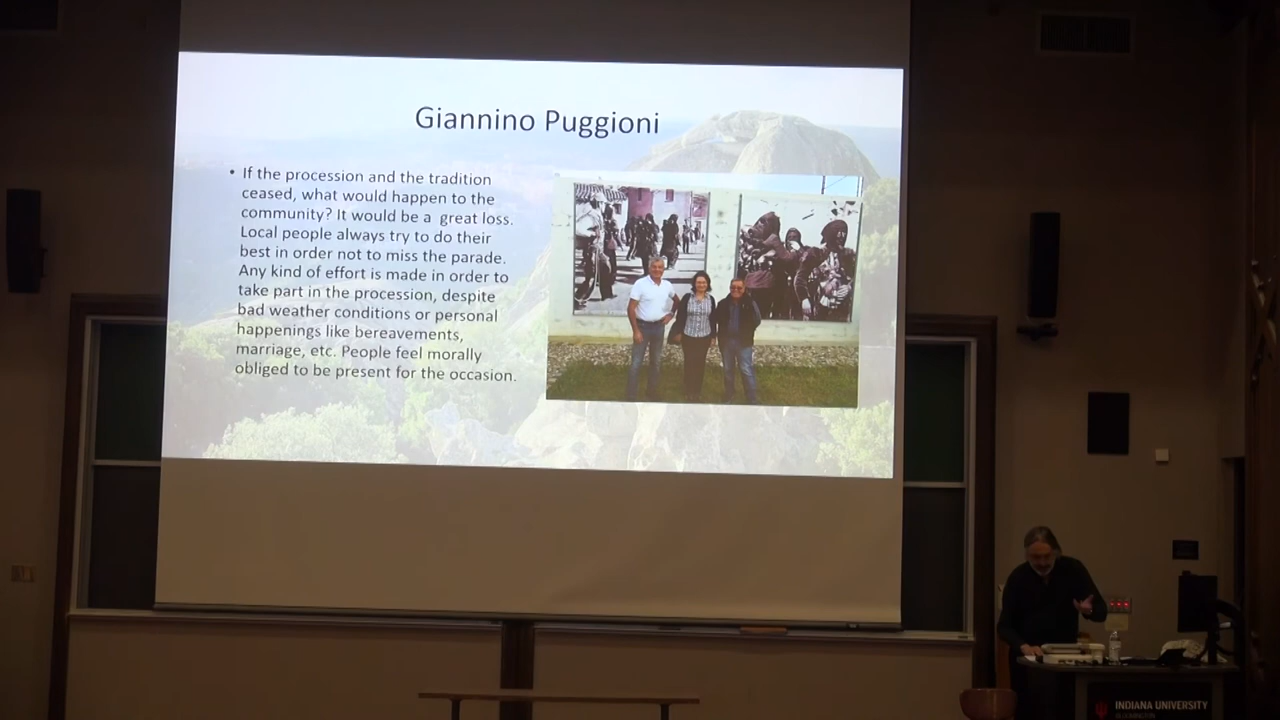 Giannino Puggioni
• If the procession and the tradition
ceased, what would happen to the
community? It would be a great loss.
Local people always try to do their
best in order not to miss the parade.
Any kind of effort is made in order to
take part in the procession, despite
bad weather conditions or personal
happenings like bereavements,
marriage, etc. People feel morally
obliged to be present for the occasion.
INDIANA UNIVERSITY